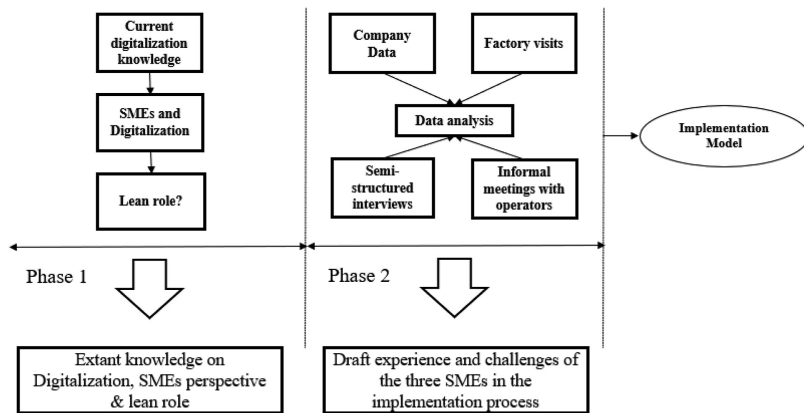 Current
digitalization
knowledge
SMEs and
Digitalization
Lean role?
Company
Data
Factory visits
Data analysis
Semi-
structured
interviews
Informal
meetings with
operators
Implementation
Model
Phase 1
Phase 2
Extant knowledge on
Digitalization, SMEs perspective
& lean role
Draft experience and challenges of
the three SMEs in the
implementation process